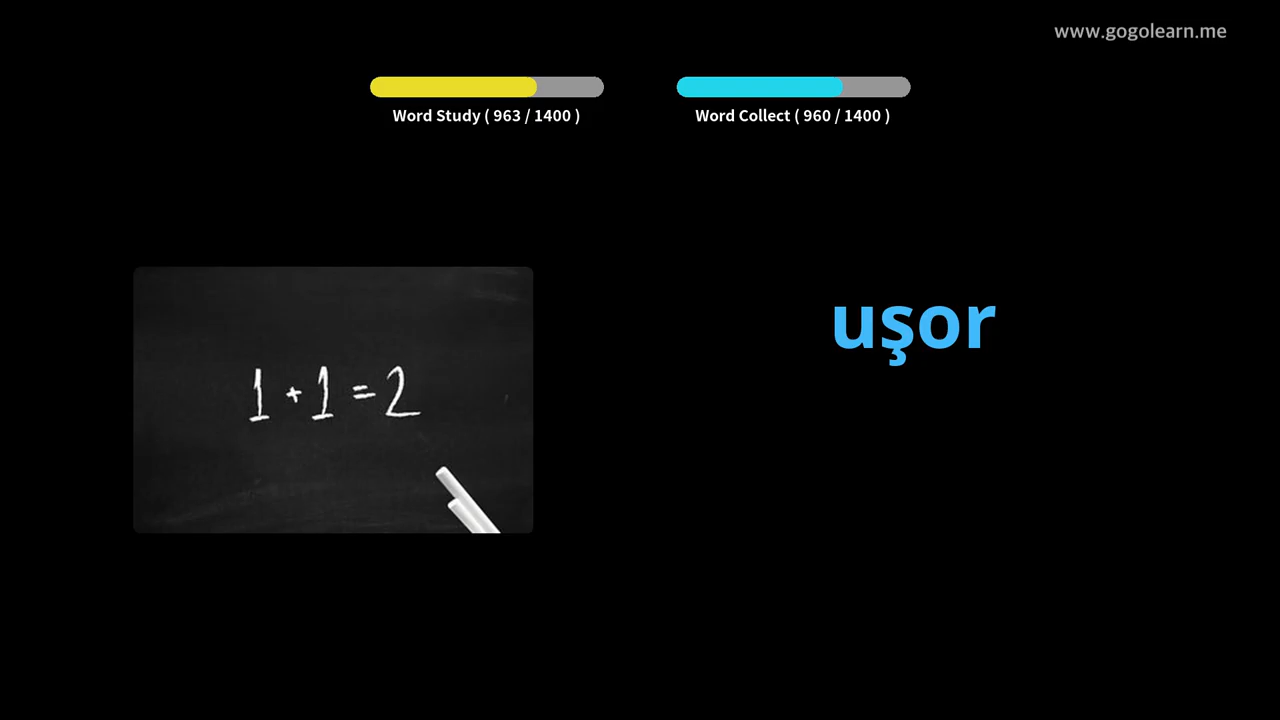 www.gogolearn.me
Word Study ( 963 / 1400 )
Word Collect ( 960 / 1400 )
uşor
1 + 1 = 2